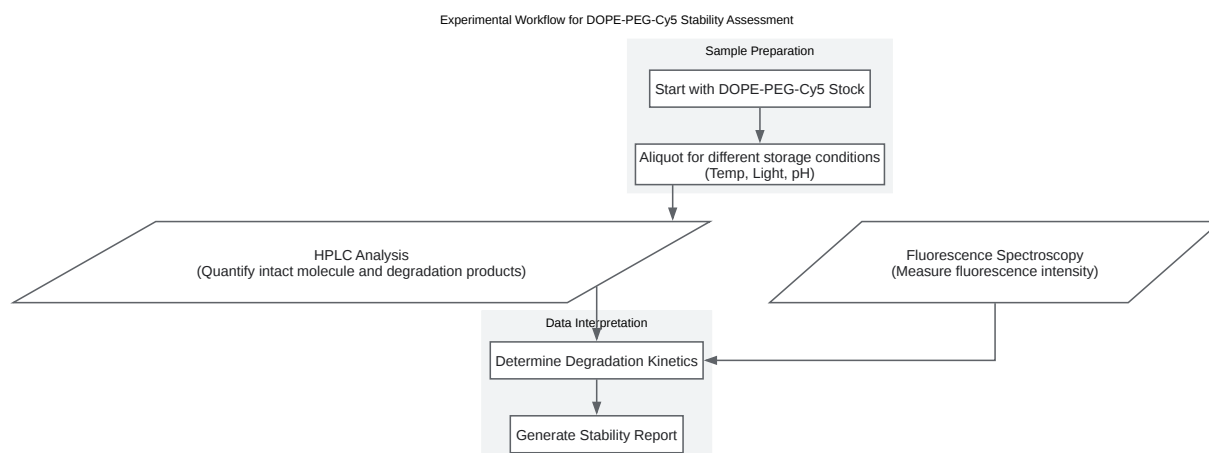 Experimental Workflow for DOPE-PEG-Cy5 Stability Assessment
Sample Preparation
Start with DOPE-PEG-Cy5 Stock
Aliquot for different storage conditions
(Temp, Light, pH)
HPLC Analysis
(Quantify intact molecule and degradation products)
Fluorescence Spectroscopy
(Measure fluorescence intensity)
Data Interpretation
Determine Degradation Kinetics
Generate Stability Report